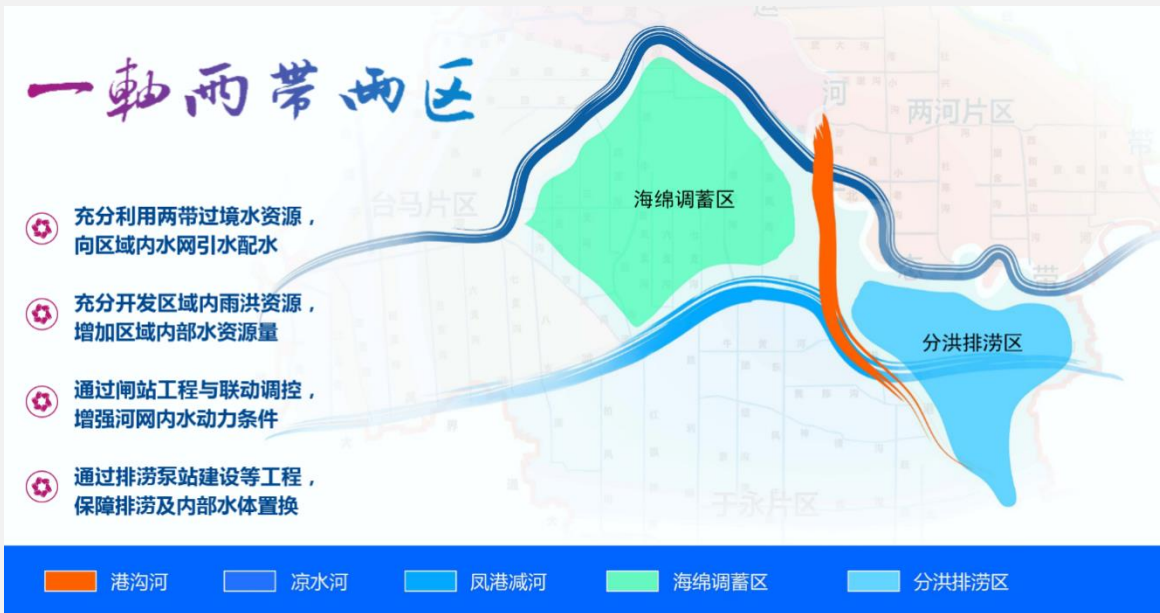 一轴两带两区
充分利用两带过境水资源，
向区域内水网引水配水
充分开发区域内雨洪资源，
增加区域内部水资源量
通过闸站工程与联动调控，
增强河网内水动力条件
通过排涝泵站建设等工程，
保障排涝及内部水体置换
台马片区
河
两河片区
带
海绵调蓄区
带
分洪排涝区
于永片区
港沟河
凉水河
凤港减河
海绵调蓄区
分洪排涝区